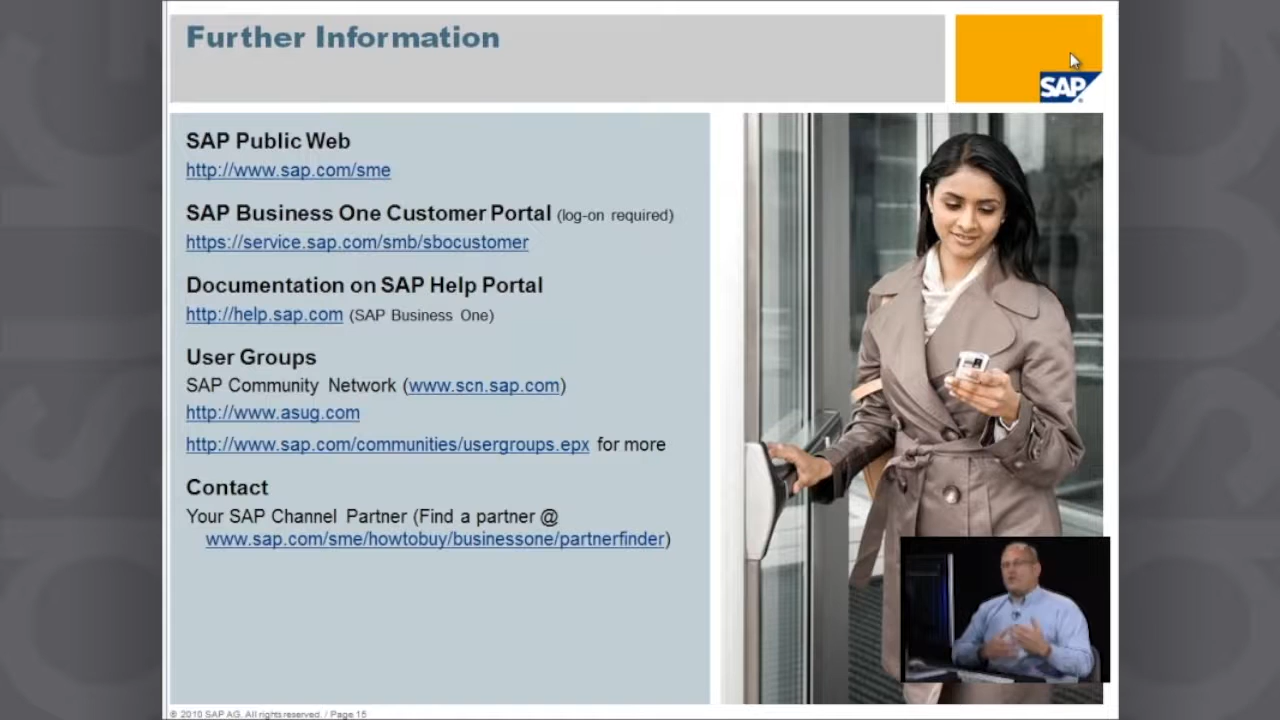 Further Information
SAP
SAP Public Web
http://www.sap.com/sme
SAP Business One Customer Portal (log-on required)
https://service.sap.com/smb/sbocustomer
Documentation on SAP Help Portal
http://help.sap.com (SAP Business One)
User Groups
SAP Community Network (www.scn.sap.com)
http://www.asug.com
http://www.sap.com/communities/usergroups.epx for more
Contact
Your SAP Channel Partner (Find a partner @
www.sap.com/sme/howtobuy/businessone/partnerfinder)
© 2010 SAP AG. All rights reserved. / Page 15